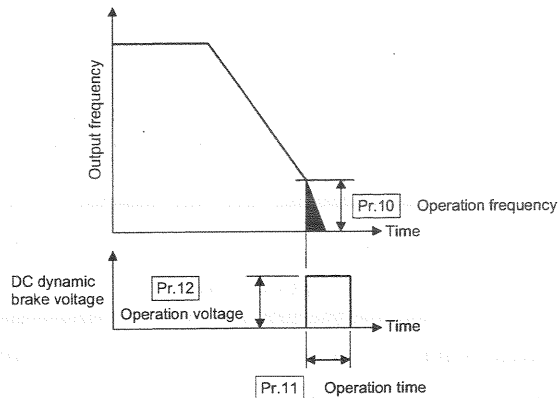 Output frequency
Pr.10 Operation frequency
Time
DC dynamic
brake voltage
Pr.12
Operation voltage
Time
Pr.11 Operation time